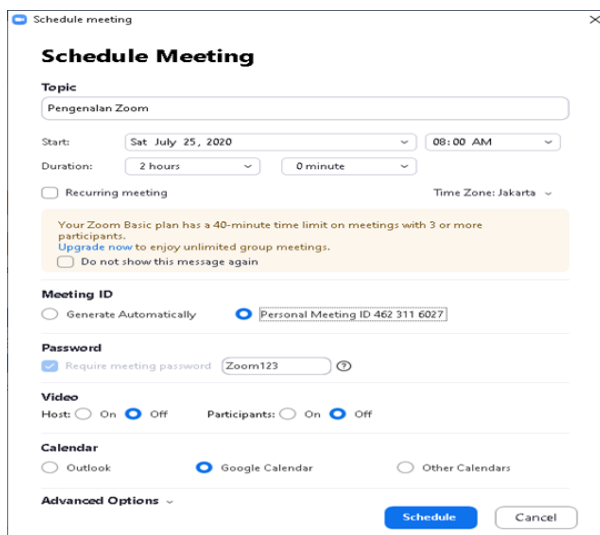 Schedule meeting
Schedule Meeting
Topic
Pengenalan Zoom
Start: Sat July 25, 2020 08:00 AM
Duration: 2 hours 0 minute
Recurring meeting Time Zone: Jakarta
Your Zoom Basic plan has a 40-minute time limit on meetings with 3 or more
participants.
Upgrade now to enjoy unlimited group meetings.
Do not show this message again
Meeting ID
Generate Automatically Personal Meeting ID 462 311 6027
Password
Require meeting password Zoom123 ?
Video
Host: On Off Participants: On Off
Calendar
Outlook Google Calendar Other Calendars
Advanced Options
Schedule Cancel